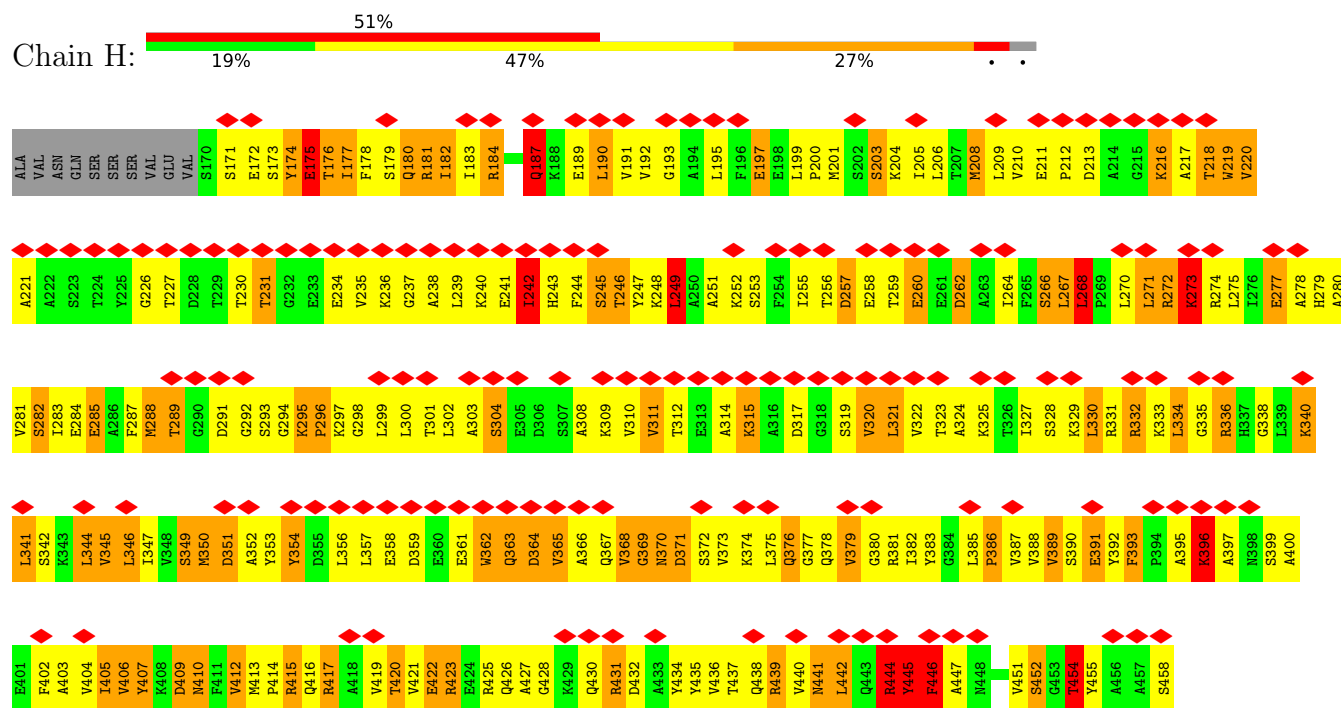 51%
Chain H:
19% 47% 27% • •
ALA VAL ASN GLN SER SER SER VAL GLU VAL S170 S171 E172 S173 Y174 E175 T176 I177 F178 S179 Q180 R181 I182 I183 R184 Q187 K188 E189 L190 V191 V192 G193 A194 L195 F196 E197 E198 L199 P200 M201 S202 S203 K204 I205 L206 T207 M208 L209 V210 E211 P212 D213 A214 G215 K216 A217 T218 W219 V220
A221 A222 S223 T224 Y225 G226 T227 D228 T229 T230 T231 G232 E233 E234 V235 K236 G237 A238 L239 K240 E241 T242 H243 F244 S245 T246 Y247 K248 L249 A250 A251 K252 S253 F254 I255 T256 D257 E258 T259 E260 E261 D262 A263 I264 F265 S266 L267 L268 P269 L270 L271 R272 K273 R274 L275 I276 E277 A278 H279 A280
V281 S282 I283 E284 E285 A286 F287 M288 T289 G290 D291 G292 S293 G294 K295 P296 K297 G298 L299 L300 T301 L302 A303 S304 E305 D306 S307 A308 K309 V310 V311 T312 E313 A314 K315 A316 D317 G318 S319 V320 L321 V322 T323 A324 K325 T326 I327 S328 K329 L330 R331 R332 K333 L334 G335 R336 H337 G338 L339 K340
L341 S342 K343 L344 V345 L346 I347 V348 S349 M350 D351 A352 Y353 Y354 D355 L356 L357 E358 D359 E360 E361 W362 Q363 D364 V365 A366 Q367 V368 G369 N370 D371 S372 V373 K374 L375 Q376 G377 Q378 V379 G380 R381 I382 Y383 G384 L385 P386 V387 V388 V389 S390 E391 Y392 F393 P394 A395 K396 A397 N398 S399 A400
E401 F402 A403 V404 I405 V406 Y407 K408 D409 N410 F411 V412 M413 P414 R415 Q416 R417 A418 V419 T420 V421 E422 R423 E424 R425 Q426 A427 G428 K429 Q430 R431 D432 A433 Y434 Y435 V436 T437 Q438 R439 V440 N441 L442 Q443 R444 Y445 F446 A447 N448 V451 S452 G453 T454 Y455 A456 A457 S458